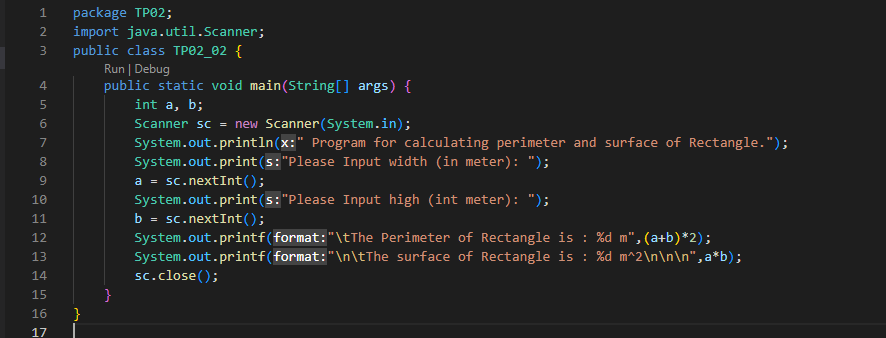 1 package TP02;
2 import java.util.Scanner;
3 public class TP02_02 {
Run | Debug
4 public static void main(String[] args) {
5 int a, b;
6 Scanner sc = new Scanner(System.in);
7 System.out.println(x:" Program for calculating perimeter and surface of Rectangle.");
8 System.out.print(s:"Please Input width (in meter): ");
9 a = sc.nextInt();
10 System.out.print(s:"Please Input high (int meter): ");
11 b = sc.nextInt();
12 System.out.printf(format:"\tThe Perimeter of Rectangle is : %d m",(a+b)*2);
13 System.out.printf(format:"\n\tThe surface of Rectangle is : %d m^2\n\n\n",a*b);
14 sc.close();
15 }
16 }
17